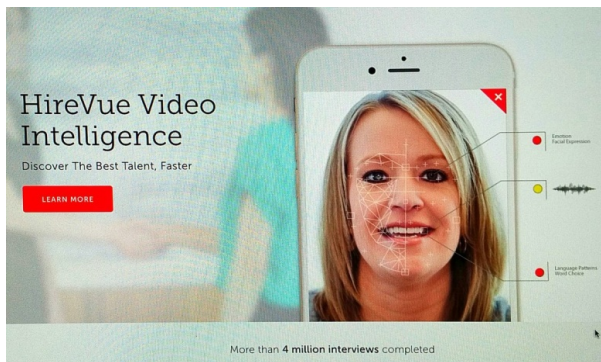 HireVue Video
Intelligence
Discover The Best Talent, Faster
LEARN MORE
Emotion
Facial Expression
Language Patterns
Word Choice
More than 4 million interviews completed